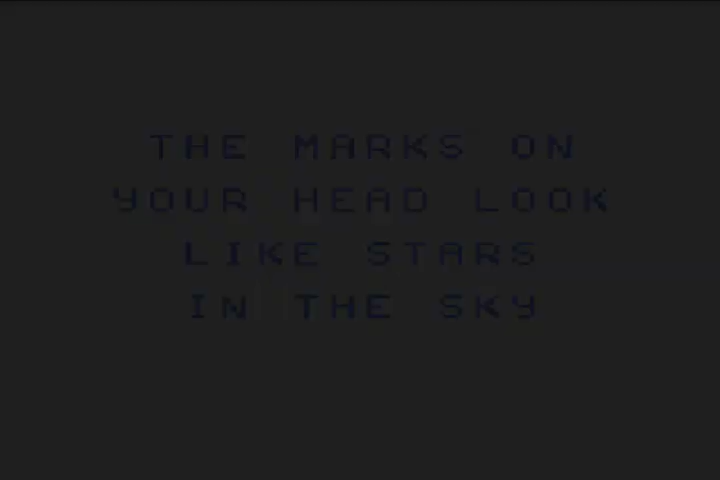 THE MARKS ON
YOUR HEAD LOOK
LIKE STARS
IN THE SKY